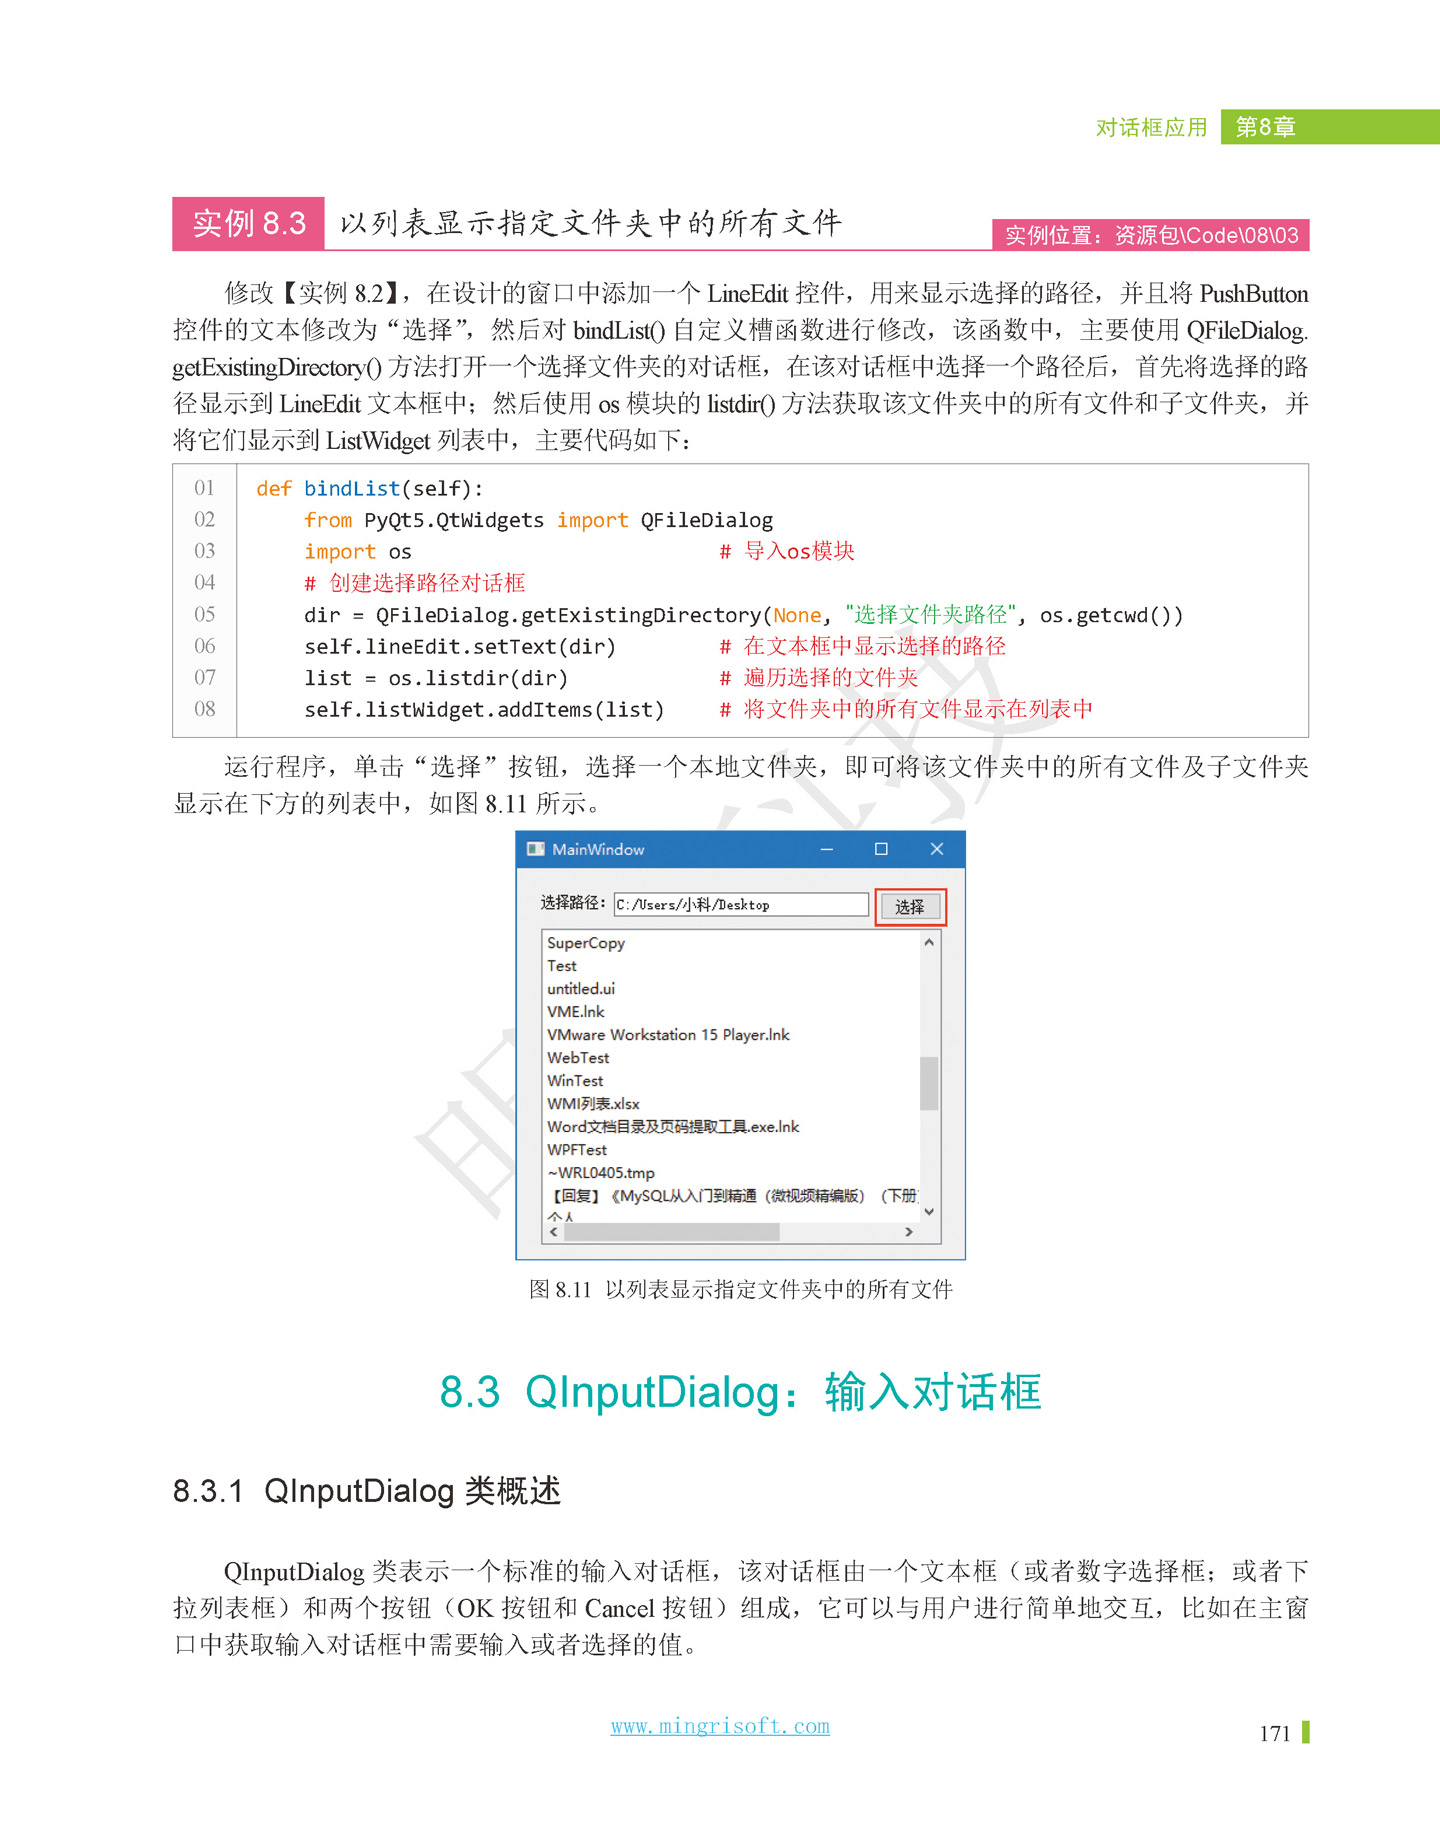 对话框应用 第8章
实例 8.3 以列表显示指定文件夹中的所有文件
实例位置：资源包\Code\08\03
修改【实例 8.2】，在设计的窗口中添加一个 LineEdit 控件，用来显示选择的路径，并且将 PushButton
控件的文本修改为“选择”，然后对 bindList() 自定义槽函数进行修改，该函数中，主要使用 QFileDialog.
getExistingDirectory() 方法打开一个选择文件夹的对话框，在该对话框中选择一个路径后，首先将选择的路
径显示到 LineEdit 文本框中；然后使用 os 模块的 listdir() 方法获取该文件夹中的所有文件和子文件夹，并
将它们显示到 ListWidget 列表中，主要代码如下：
01 def bindList(self):
02     from PyQt5.QtWidgets import QFileDialog
03     import os                          # 导入os模块
04     # 创建选择路径对话框
05     dir = QFileDialog.getExistingDirectory(None, "选择文件夹路径", os.getcwd())
06     self.lineEdit.setText(dir)         # 在文本框中显示选择的路径
07     list = os.listdir(dir)             # 遍历选择的文件夹
08     self.listWidget.addItems(list)     # 将文件夹中的所有文件显示在列表中
运行程序，单击“选择”按钮，选择一个本地文件夹，即可将该文件夹中的所有文件及子文件夹
显示在下方的列表中，如图 8.11 所示。
MainWindow
选择路径： C:/Users/小科/Desktop 选择
SuperCopy
Test
untitled.ui
VME.lnk
VMware Workstation 15 Player.lnk
WebTest
WinTest
WMI列表.xlsx
Word文档目录及页码提取工具.exe.lnk
WPFTest
~WRL0405.tmp
【回复】《MySQL从入门到精通（微视频精编版）（下册
个人
图 8.11 以列表显示指定文件夹中的所有文件
8.3 QInputDialog：输入对话框
8.3.1 QInputDialog 类概述
QInputDialog 类表示一个标准的输入对话框，该对话框由一个文本框（或者数字选择框；或者下
拉列表框）和两个按钮（OK 按钮和 Cancel 按钮）组成，它可以与用户进行简单地交互，比如在主窗
口中获取输入对话框中需要输入或者选择的值。
www.mingrisoft.com
171